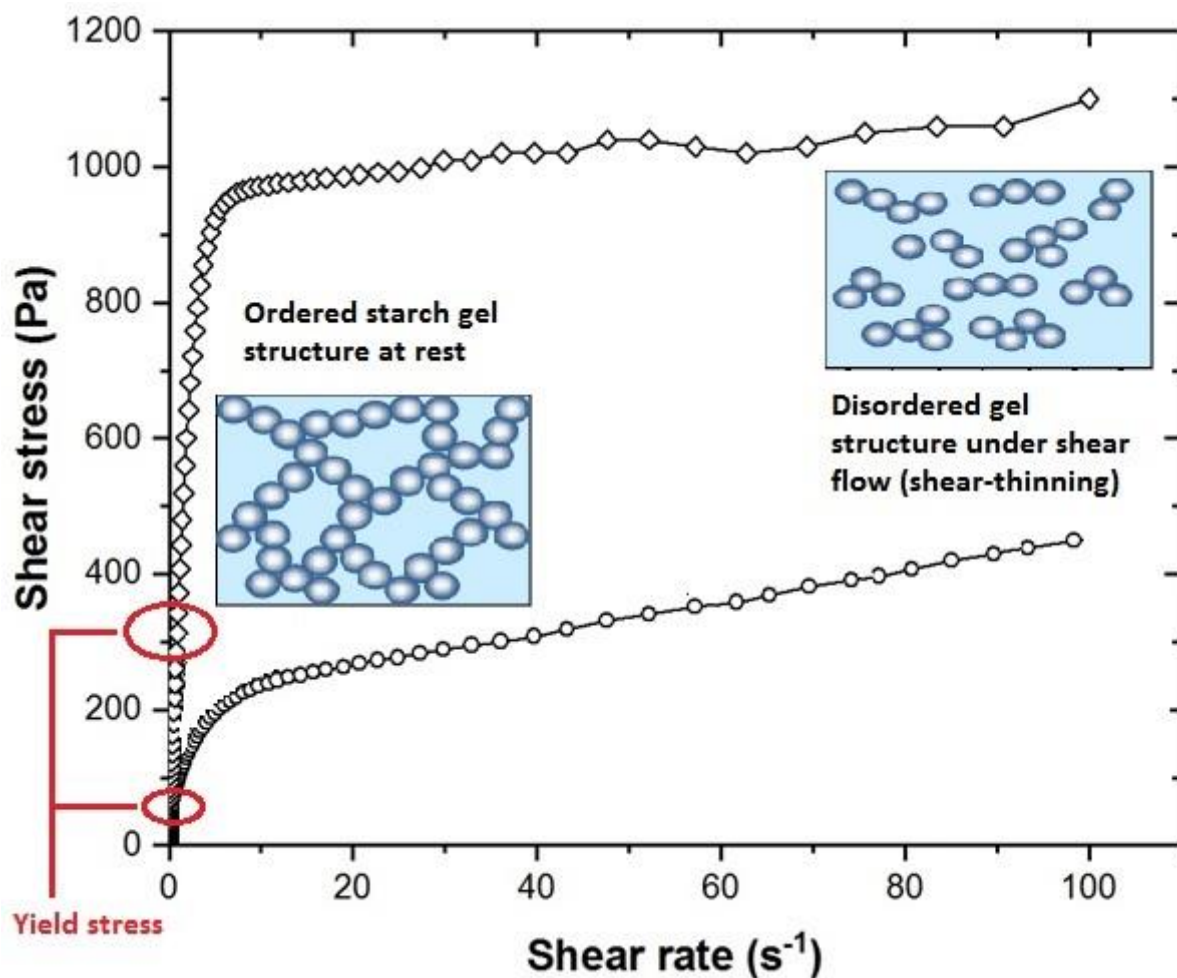 1200
1000
800
600
400
200
0
Shear stress (Pa)
Ordered starch gel
structure at rest
Disordered gel
structure under shear
flow (shear-thinning)
Yield stress
0 20 40 60 80 100
Shear rate (s⁻¹)